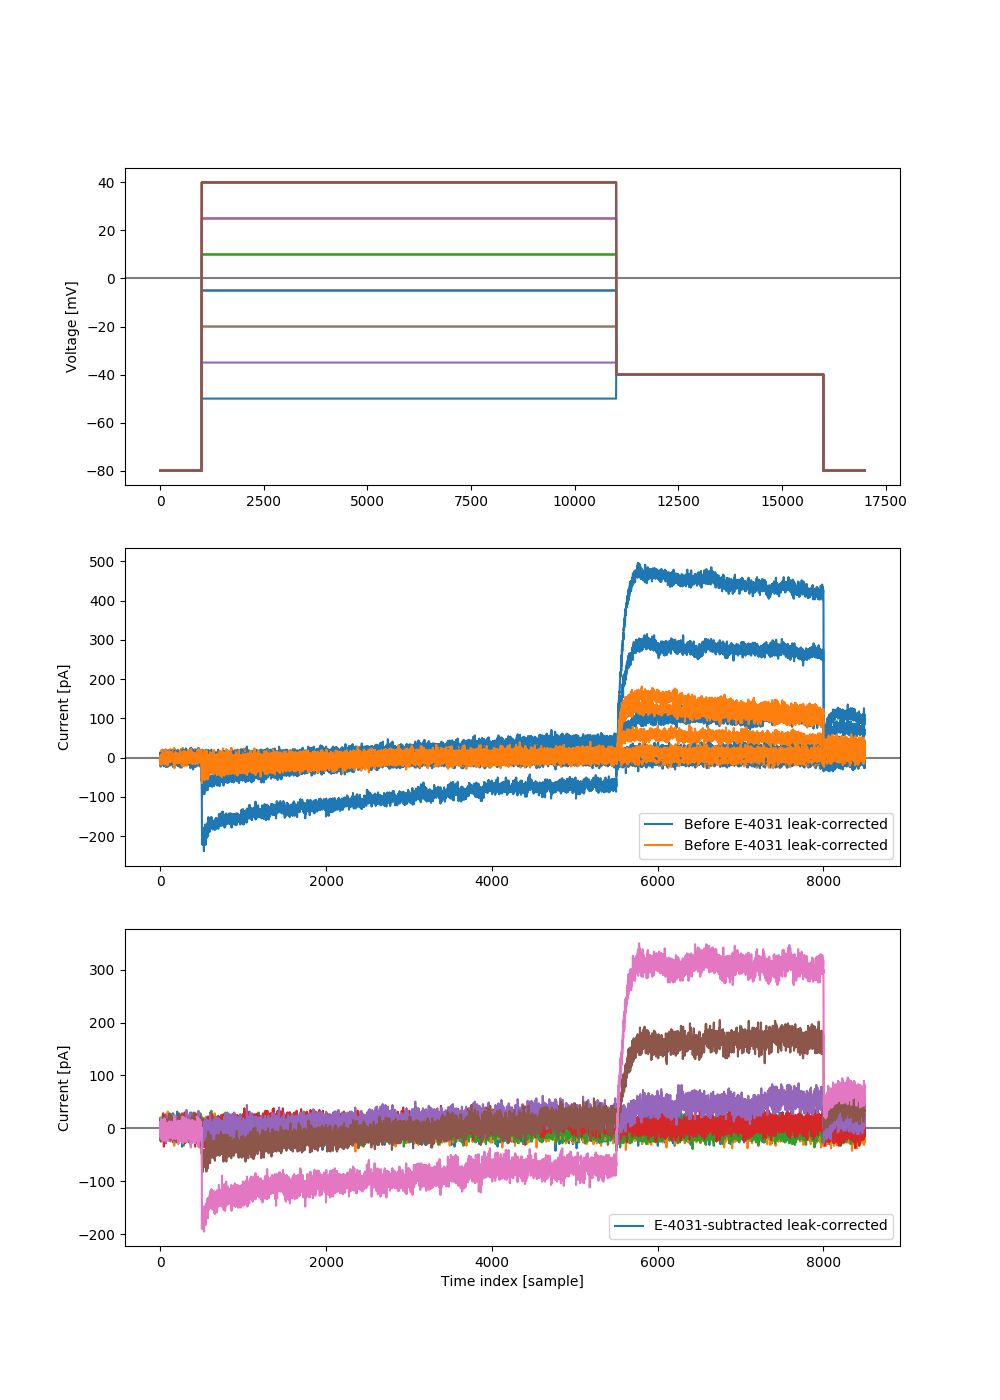 40
20
0
−20
−40
−60
−80
Voltage [mV]
0 2500 5000 7500 10000 12500 15000 17500
500
400
300
200
100
0
−100
−200
Current [pA]
Before E-4031 leak-corrected
Before E-4031 leak-corrected
0 2000 4000 6000 8000
300
200
100
0
−100
−200
Current [pA]
E-4031-subtracted leak-corrected
0 2000 4000 6000 8000
Time index [sample]